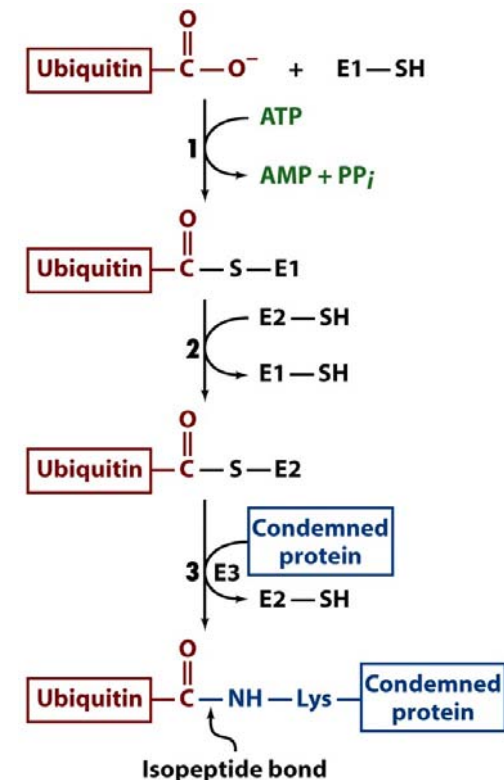 O
Ubiquitin—C—O⁻ + E1—SH
ATP
1
AMP + PPi
O
Ubiquitin—C—S—E1
E2—SH
2
E1—SH
O
Ubiquitin—C—S—E2
Condemned
protein
3 E3
E2—SH
O
Ubiquitin—C—NH—Lys—Condemned
protein
Isopeptide bond